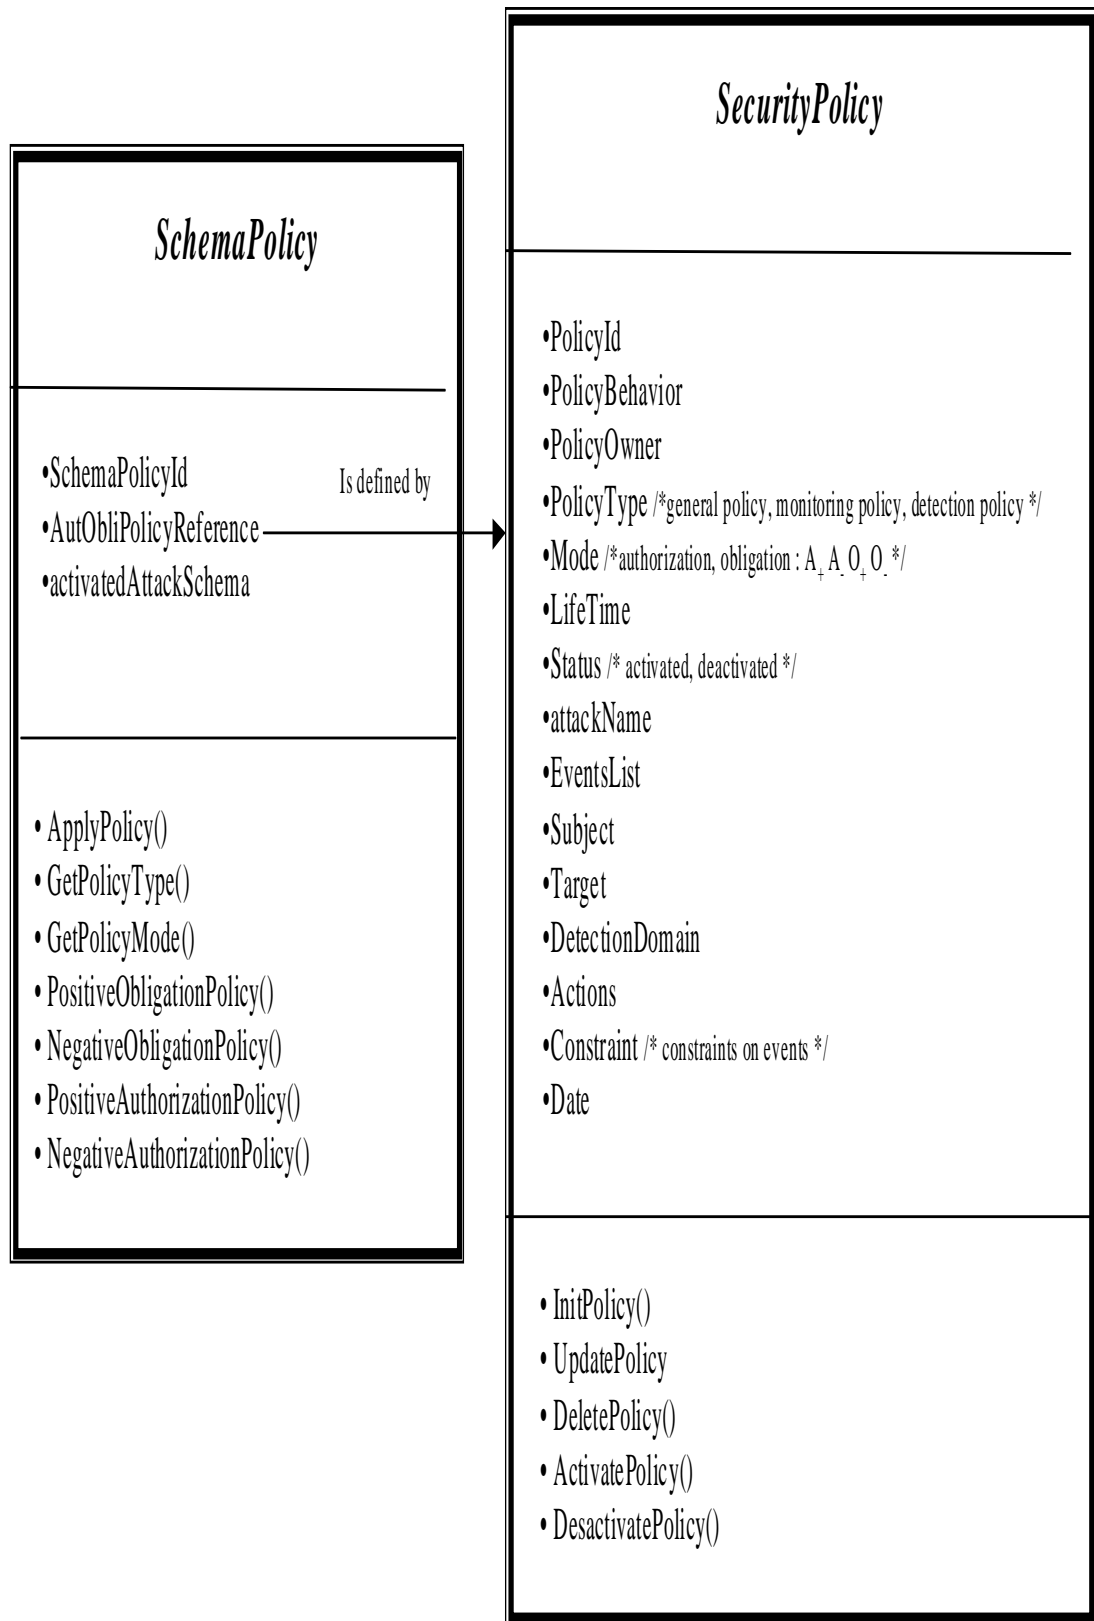 SchemaPolicy
•SchemaPolicyId
•AutObliPolicyReference
•activatedAttackSchema
Is defined by
• ApplyPolicy()
• GetPolicyType()
• GetPolicyMode()
• PositiveObligationPolicy()
• NegativeObligationPolicy()
• PositiveAuthorizationPolicy()
• NegativeAuthorizationPolicy()
SecurityPolicy
•PolicyId
•PolicyBehavior
•PolicyOwner
•PolicyType /*general policy, monitoring policy, detection policy */
•Mode /*authorization, obligation : A+ A- O+ O- */
•LifeTime
•Status /* activated, deactivated */
•attackName
•EventsList
•Subject
•Target
•DetectionDomain
•Actions
•Constraint /* constraints on events */
•Date
• InitPolicy()
• UpdatePolicy
• DeletePolicy()
• ActivatePolicy()
• DesactivatePolicy()